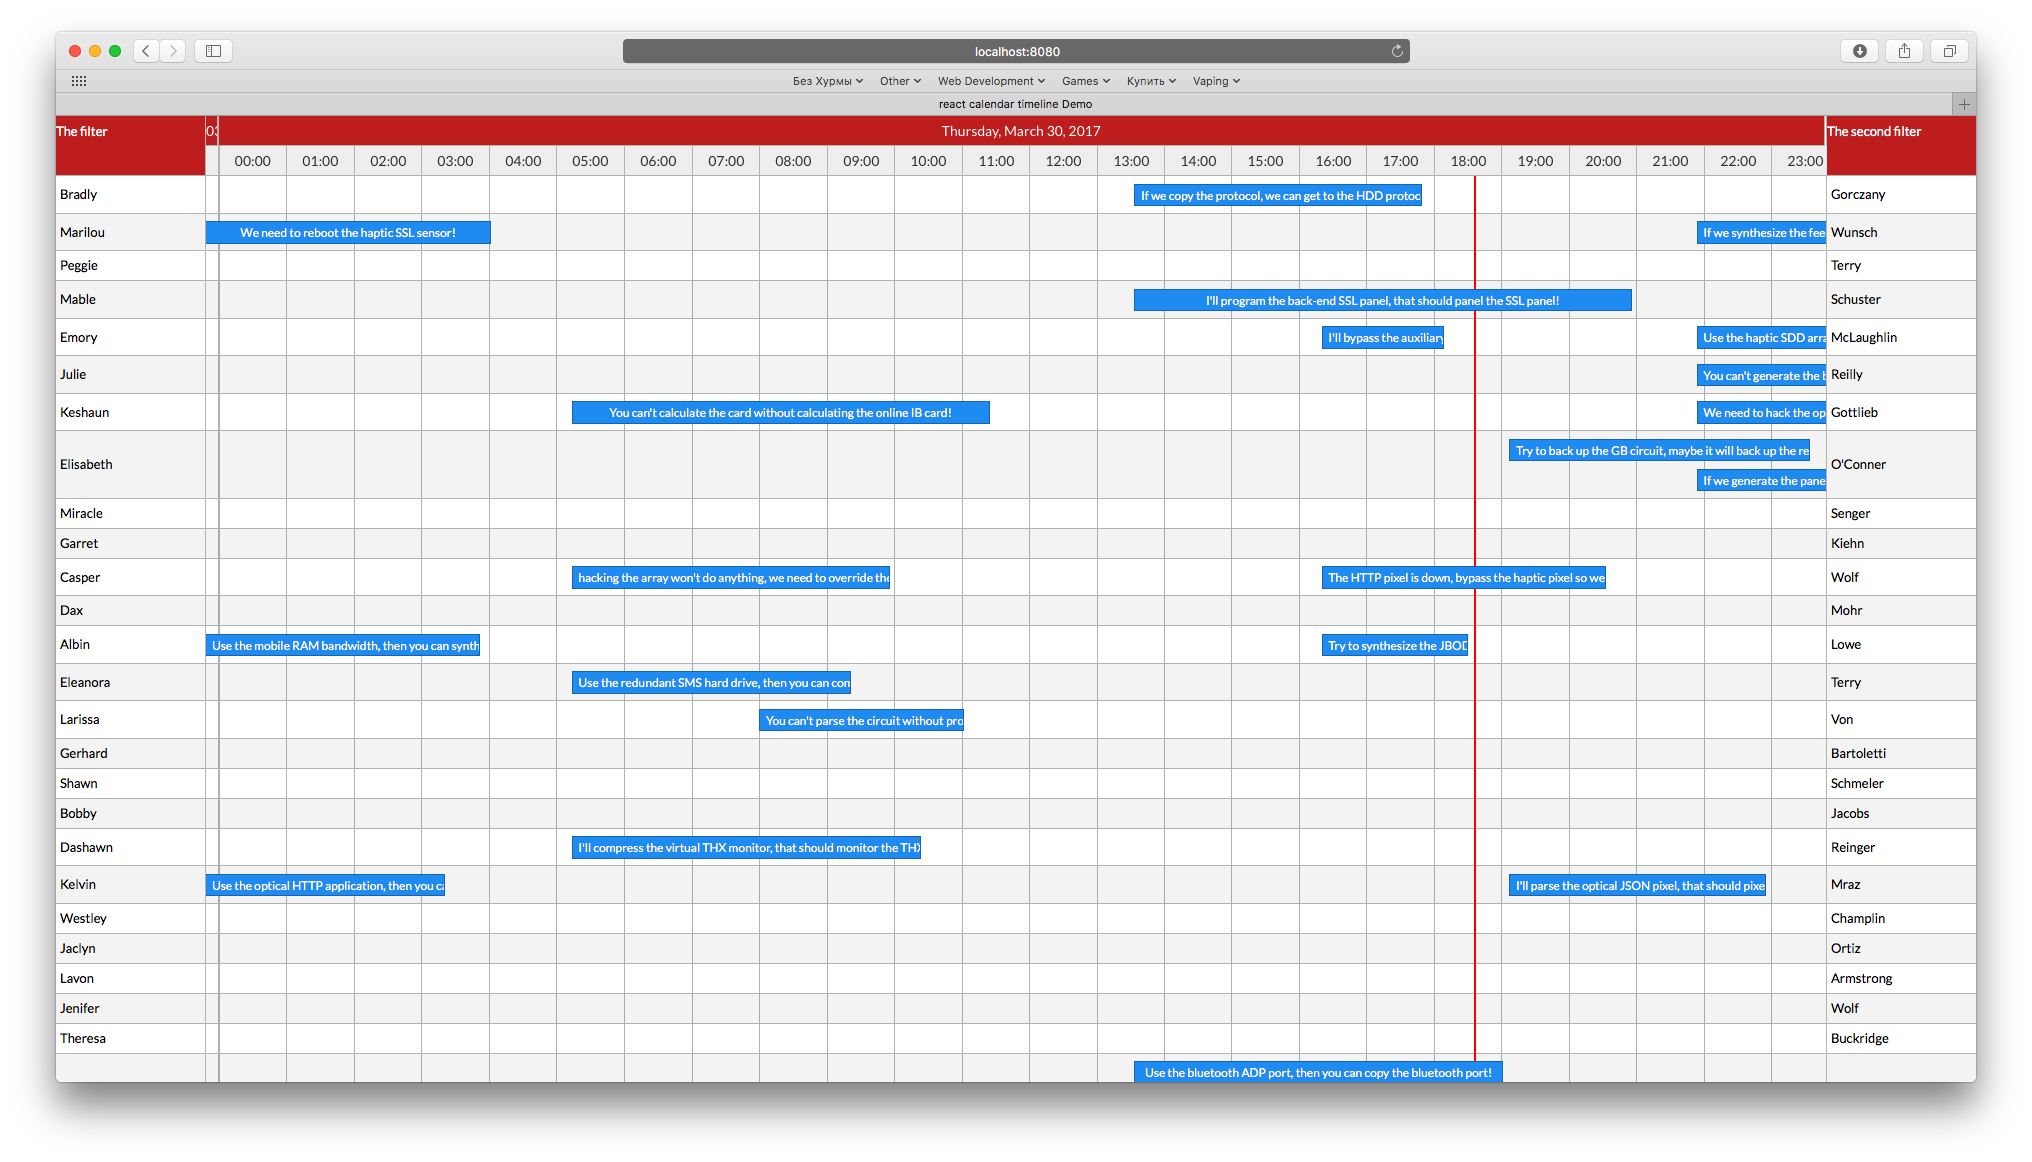 localhost:8080
Без Хурмы Other Web Development Games Купить Vaping
react calendar timeline Demo
The filter 03 Thursday, March 30, 2017 The second filter
00:00 01:00 02:00 03:00 04:00 05:00 06:00 07:00 08:00 09:00 10:00 11:00 12:00 13:00 14:00 15:00 16:00 17:00 18:00 19:00 20:00 21:00 22:00 23:00
Bradly If we copy the protocol, we can get to the HDD protoc Gorczany
Marilou We need to reboot the haptic SSL sensor! If we synthesize the fee Wunsch
Peggie Terry
Mable I'll program the back-end SSL panel, that should panel the SSL panel! Schuster
Emory I'll bypass the auxiliary Use the haptic SDD arra McLaughlin
Julie You can't generate the b Reilly
Keshaun You can't calculate the card without calculating the online IB card! We need to hack the op Gottlieb
Try to back up the GB circuit, maybe it will back up the re
Elisabeth O'Conner
If we generate the pane
Miracle Senger
Garret Kiehn
Casper hacking the array won't do anything, we need to override the The HTTP pixel is down, bypass the haptic pixel so we Wolf
Dax Mohr
Albin Use the mobile RAM bandwidth, then you can synth Try to synthesize the JBOD Lowe
Eleanora Use the redundant SMS hard drive, then you can con Terry
Larissa You can't parse the circuit without pro Von
Gerhard Bartoletti
Shawn Schmeler
Bobby Jacobs
Dashawn I'll compress the virtual THX monitor, that should monitor the THX Reinger
Kelvin Use the optical HTTP application, then you ca I'll parse the optical JSON pixel, that should pixe Mraz
Westley Champlin
Jaclyn Ortiz
Lavon Armstrong
Jenifer Wolf
Theresa Buckridge
Use the bluetooth ADP port, then you can copy the bluetooth port!